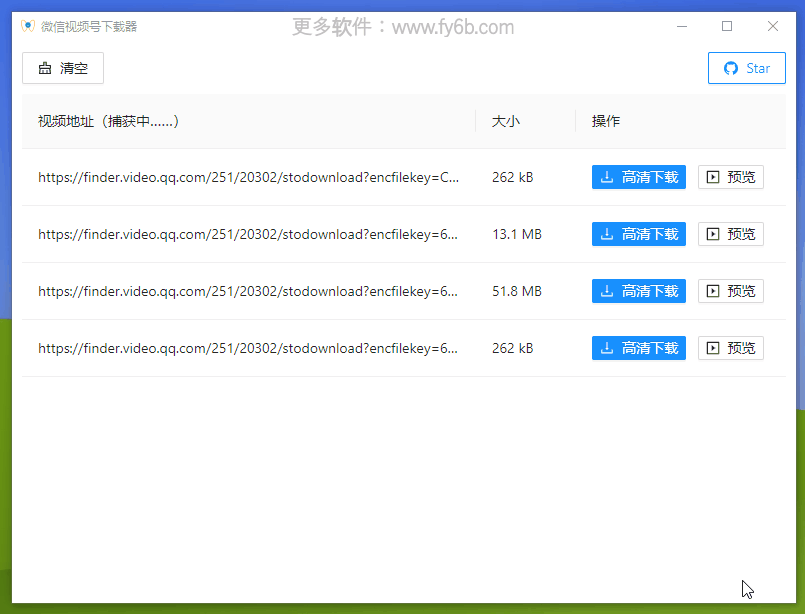 微信视频号下载器
更多软件：www.fy6b.com
清空
Star
视频地址（捕获中......） 大小 操作
https://finder.video.qq.com/251/20302/stodownload?encfilekey=C... 262 kB 高清下载 预览
https://finder.video.qq.com/251/20302/stodownload?encfilekey=6... 13.1 MB 高清下载 预览
https://finder.video.qq.com/251/20302/stodownload?encfilekey=6... 51.8 MB 高清下载 预览
https://finder.video.qq.com/251/20302/stodownload?encfilekey=6... 262 kB 高清下载 预览